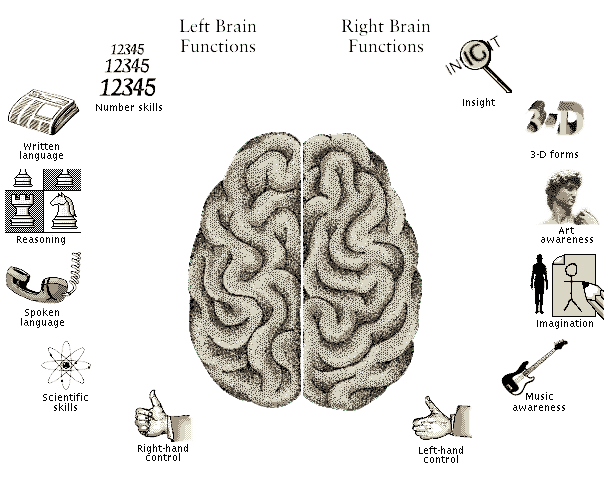 Left Brain
Functions
Right Brain
Functions
12345
12345
12345
Number skills
INSIGHT
Insight
Written
language
3-D
3-D forms
Reasoning
Art
awareness
Spoken
language
Imagination
Scientific
skills
Music
awareness
Right-hand
control
Left-hand
control